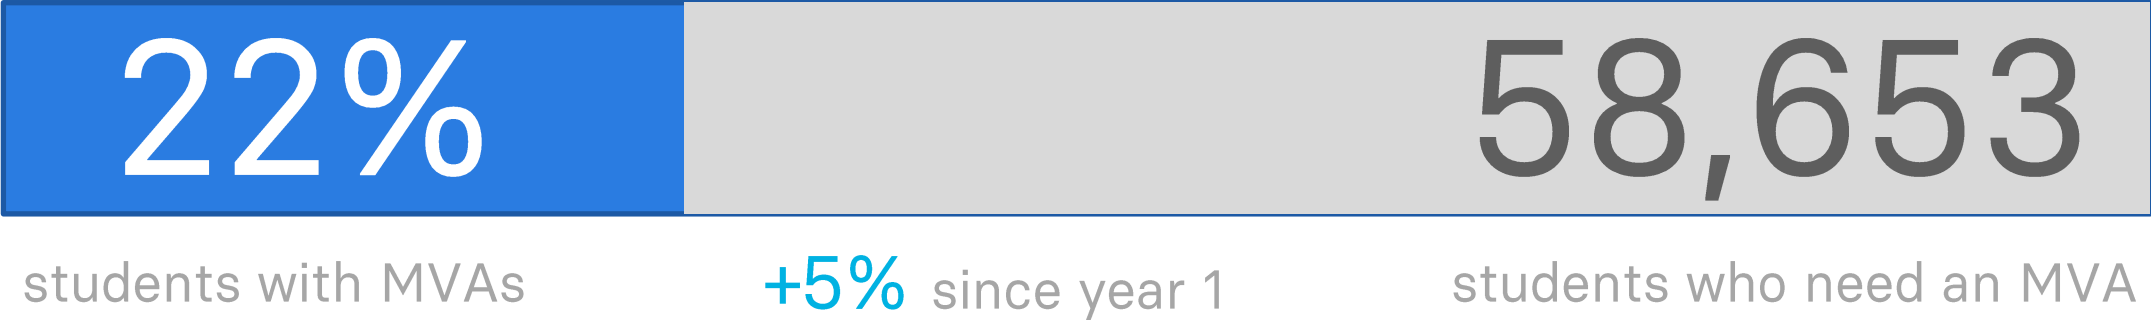 22%
58,653
students with MVAs
+5% since year 1
students who need an MVA